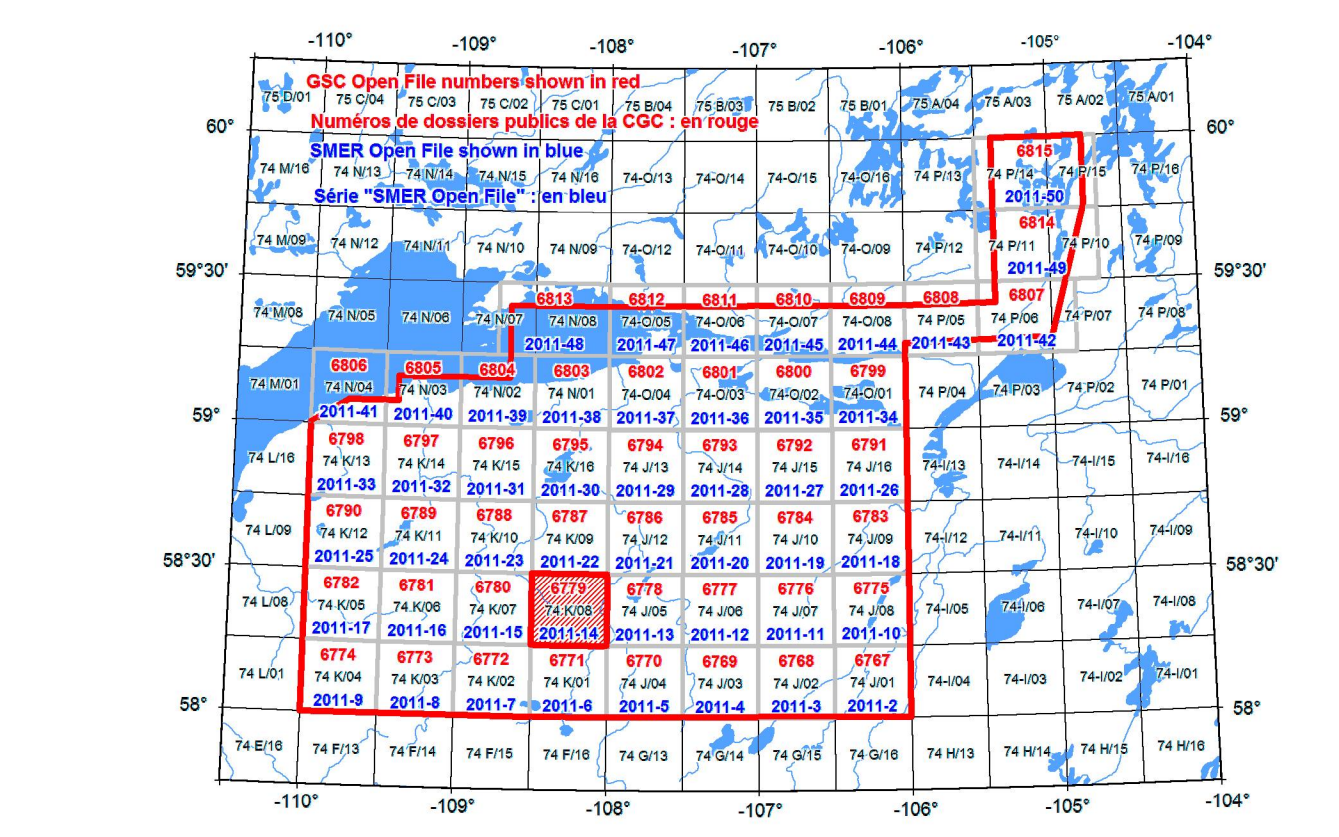 -110° -109° -108° -107° -106° -105° -104°
GSC Open File numbers shown in red
75 D/01 75 C/04 75 C/03 75 C/02 75 C/01 75 B/04 75 B/03 75 B/02 75 B/01 75 A/04 75 A/03 75 A/02 75 A/01
Numéros de dossiers publics de la CGC : en rouge
60° 60°
SMER Open File shown in blue
6815
74 M/16 74 N/13 74 N/14 74 N/15 74 N/16 74-O/13 74-O/14 74-O/15 74-O/16 74 P/13 74 P/14 74 P/15 74 P/16
Série "SMER Open File" : en bleu
2011-50
6814
74 M/09 74 N/12 74 N/11 74 N/10 74 N/09 74-O/12 74-O/11 74-O/10 74-O/09 74 P/12 74 P/11 74 P/10 74 P/09
2011-49
59°30' 59°30'
6813 6812 6811 6810 6809 6808 6807
74 M/08 74 N/05 74 N/06 74 N/07 74 N/08 74-O/05 74-O/06 74-O/07 74-O/08 74 P/05 74 P/06 74 P/07 74 P/08
2011-48 2011-47 2011-46 2011-45 2011-44 2011-43 2011-42
6806 6805 6804 6803 6802 6801 6800 6799
74 M/01 74 N/04 74 N/03 74 N/02 74 N/01 74-O/04 74-O/03 74-O/02 74-O/01 74 P/04 74 P/03 74 P/02 74 P/01
2011-41 2011-40 2011-39 2011-38 2011-37 2011-36 2011-35 2011-34
59° 59°
6798 6797 6796 6795 6794 6793 6792 6791
74 L/16 74 K/13 74 K/14 74 K/15 74 K/16 74 J/13 74 J/14 74 J/15 74 J/16 74-I/13 74-I/14 74-I/15 74-I/16
2011-33 2011-32 2011-31 2011-30 2011-29 2011-28 2011-27 2011-26
6790 6789 6788 6787 6786 6785 6784 6783
74 L/09 74 K/12 74 K/11 74 K/10 74 K/09 74 J/12 74 J/11 74 J/10 74 J/09 74-I/12 74-I/11 74-I/10 74-I/09
2011-25 2011-24 2011-23 2011-22 2011-21 2011-20 2011-19 2011-18
58°30' 58°30'
6782 6781 6780 6779 6778 6777 6776 6775
74 L/08 74 K/05 74 K/06 74 K/07 74 K/08 74 J/05 74 J/06 74 J/07 74 J/08 74-I/05 74-I/06 74-I/07 74-I/08
2011-17 2011-16 2011-15 2011-14 2011-13 2011-12 2011-11 2011-10
6774 6773 6772 6771 6770 6769 6768 6767
74 L/01 74 K/04 74 K/03 74 K/02 74 K/01 74 J/04 74 J/03 74 J/02 74 J/01 74-I/04 74-I/03 74-I/02 74-I/01
2011-9 2011-8 2011-7 2011-6 2011-5 2011-4 2011-3 2011-2
58° 58°
74 E/16 74 F/13 74 F/14 74 F/15 74 F/16 74 G/13 74 G/14 74 G/15 74 G/16 74 H/13 74 H/14 74 H/15 74 H/16
-110° -109° -108° -107° -106° -105° -104°